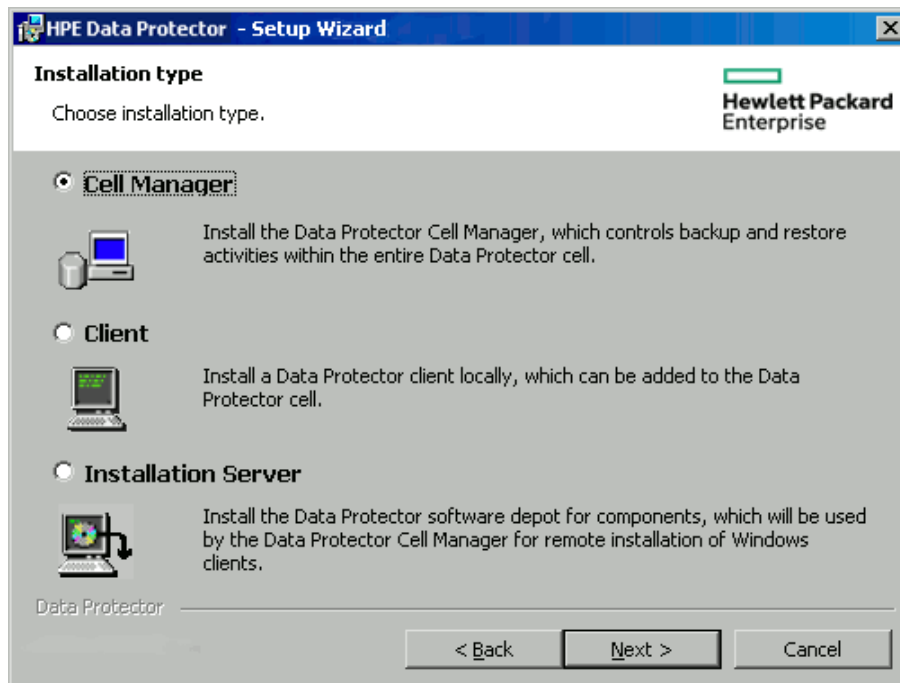 HPE Data Protector - Setup Wizard
Installation type
Choose installation type.
Hewlett Packard
Enterprise
Cell Manager
Install the Data Protector Cell Manager, which controls backup and restore
activities within the entire Data Protector cell.
Client
Install a Data Protector client locally, which can be added to the Data
Protector cell.
Installation Server
Install the Data Protector software depot for components, which will be used
by the Data Protector Cell Manager for remote installation of Windows
clients.
Data Protector
< Back
Next >
Cancel